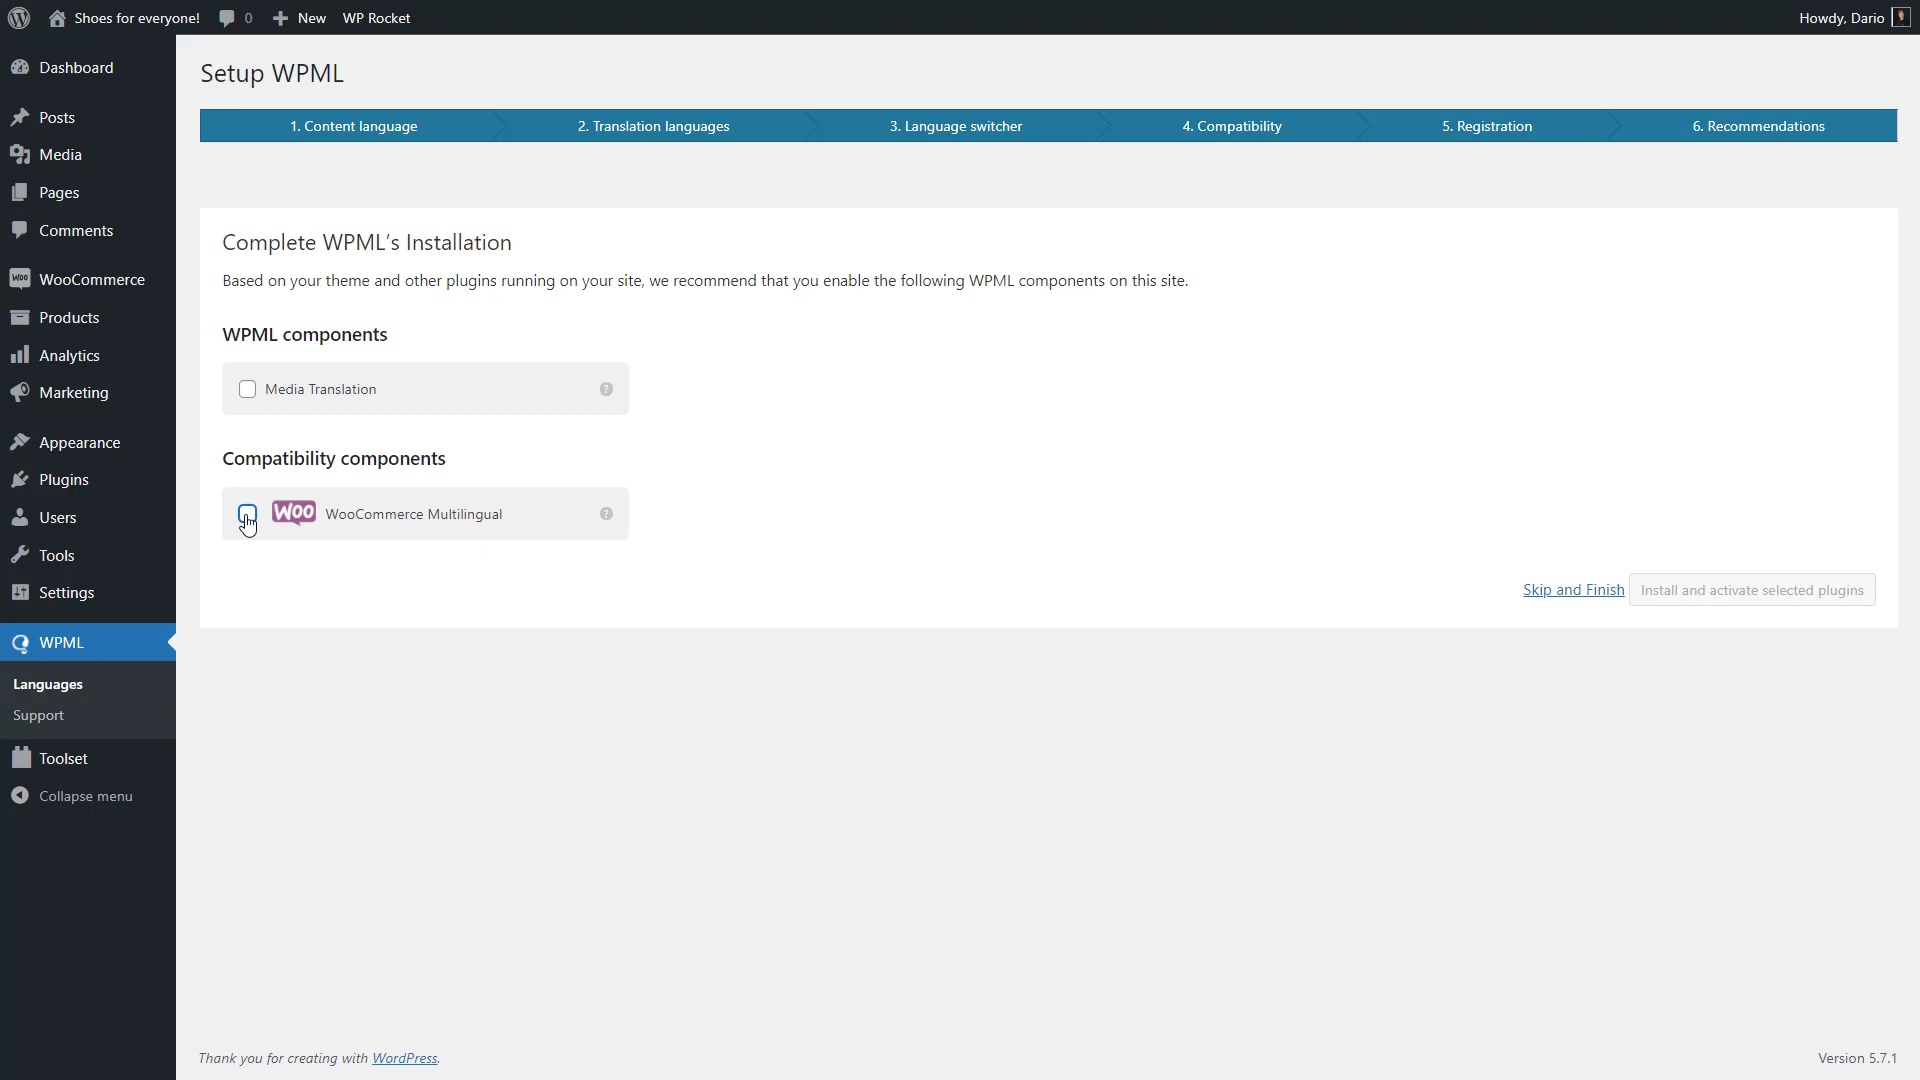 Shoes for everyone! 0 New WP Rocket Howdy, Dario
Dashboard
Posts
Media
Pages
Comments
WooCommerce
Products
Analytics
Marketing
Appearance
Plugins
Users
Tools
Settings
WPML
Languages
Support
Toolset
Collapse menu
Setup WPML
1. Content language 2. Translation languages 3. Language switcher 4. Compatibility 5. Registration 6. Recommendations
Complete WPML's Installation
Based on your theme and other plugins running on your site, we recommend that you enable the following WPML components on this site.
WPML components
Media Translation ?
Compatibility components
Woo WooCommerce Multilingual ?
Skip and Finish Install and activate selected plugins
Thank you for creating with WordPress. Version 5.7.1